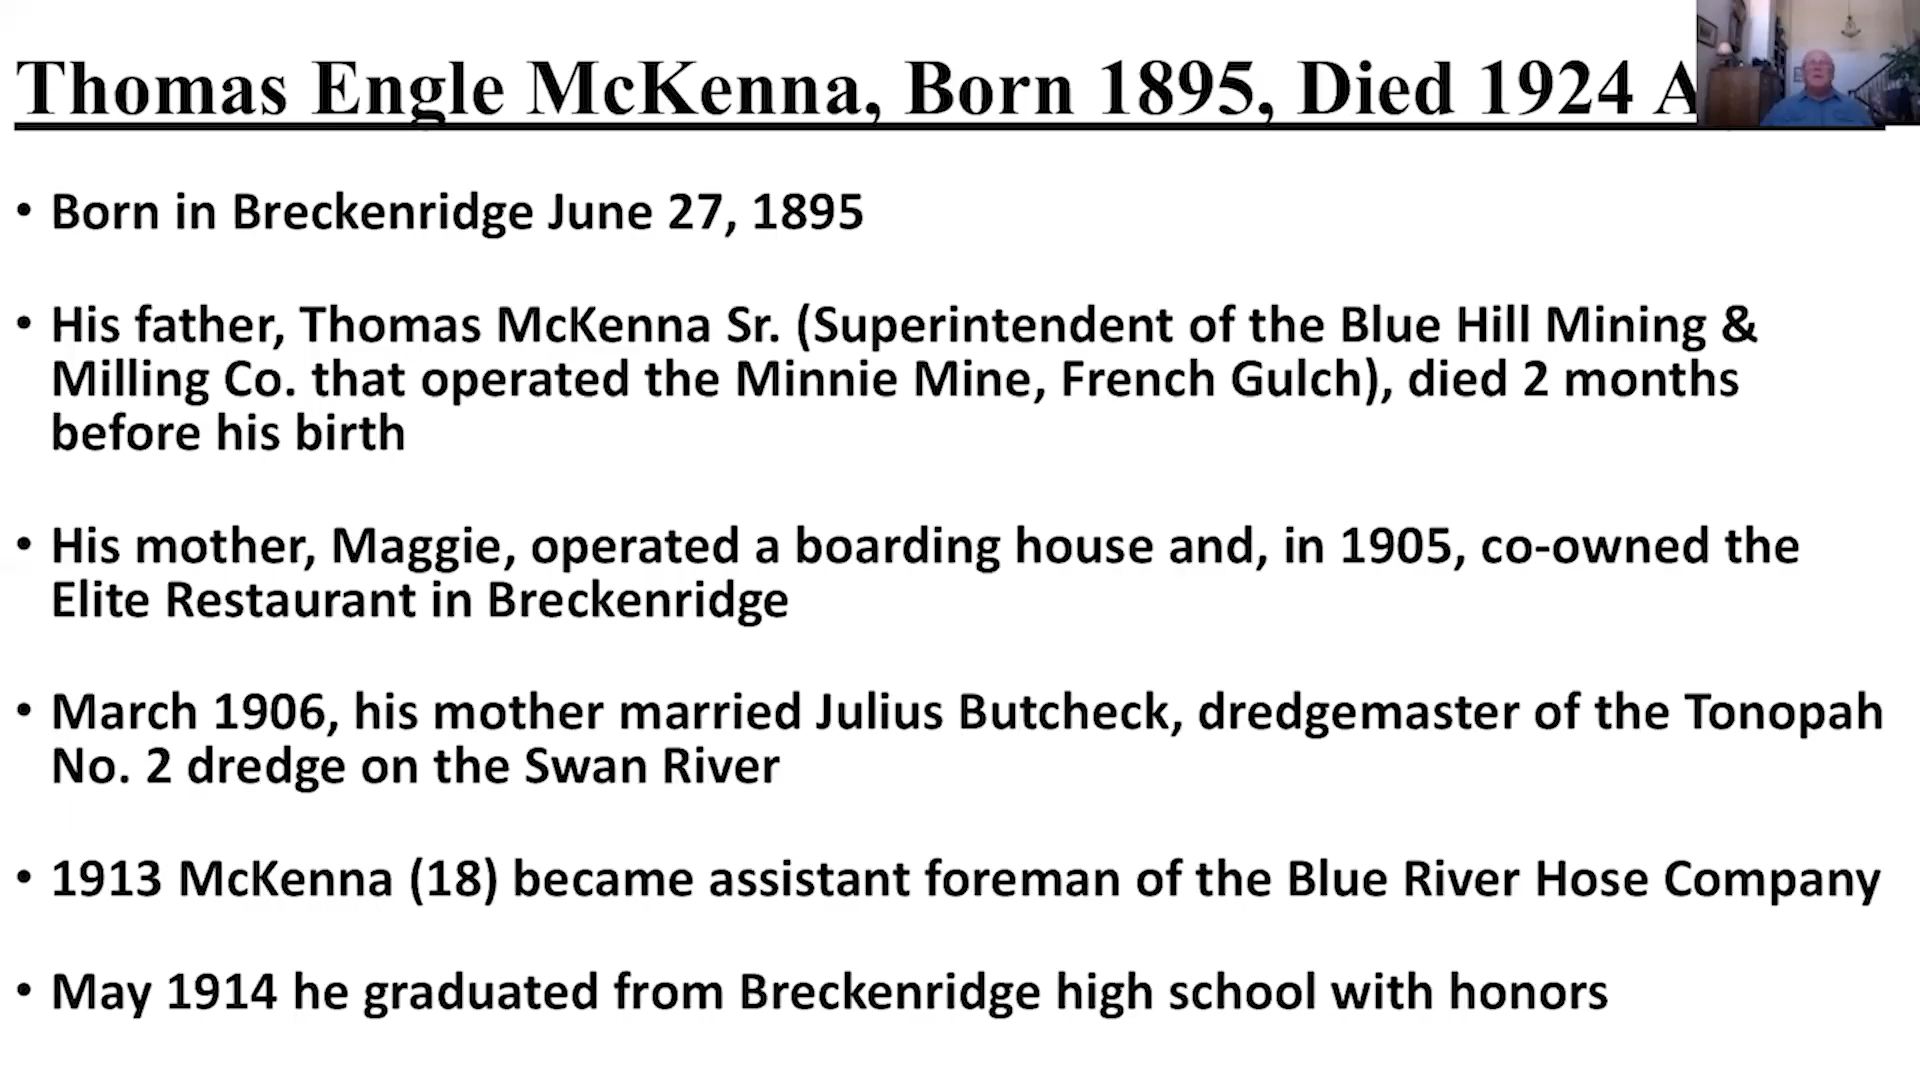 Thomas Engle McKenna, Born 1895, Died 1924 A
• Born in Breckenridge June 27, 1895
• His father, Thomas McKenna Sr. (Superintendent of the Blue Hill Mining &
Milling Co. that operated the Minnie Mine, French Gulch), died 2 months
before his birth
• His mother, Maggie, operated a boarding house and, in 1905, co-owned the
Elite Restaurant in Breckenridge
• March 1906, his mother married Julius Butcheck, dredgemaster of the Tonopah
No. 2 dredge on the Swan River
• 1913 McKenna (18) became assistant foreman of the Blue River Hose Company
• May 1914 he graduated from Breckenridge high school with honors